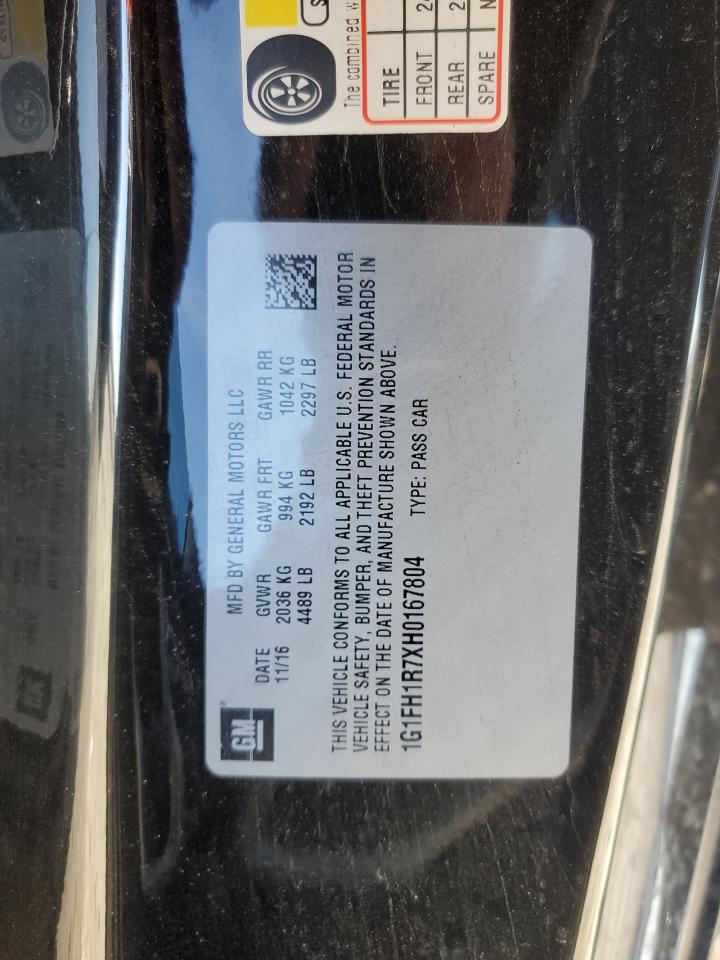 GM
MFD BY GENERAL MOTORS LLC
DATE GVWR GAWR FRT GAWR RR
11/16 2036 KG 994 KG 1042 KG
4489 LB 2192 LB 2297 LB
THIS VEHICLE CONFORMS TO ALL APPLICABLE U.S. FEDERAL MOTOR
VEHICLE SAFETY, BUMPER, AND THEFT PREVENTION STANDARDS IN
EFFECT ON THE DATE OF MANUFACTURE SHOWN ABOVE.
1G1FH1R7XH0167804 TYPE: PASS CAR
The combined
TIRE
FRONT
REAR
SPARE